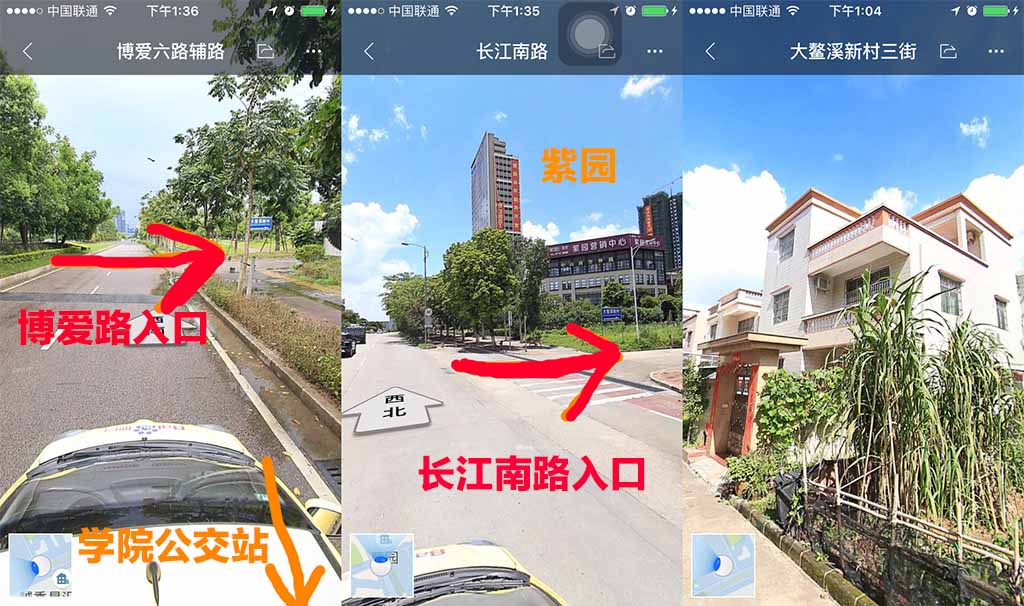 中国联通
下午1:36
博爱六路辅路
博爱路入口
学院公交站
中国联通
下午1:35
长江南路
紫园
紫园营销中心
西北
长江南路入口
中国联通
下午1:04
大鳌溪新村三街